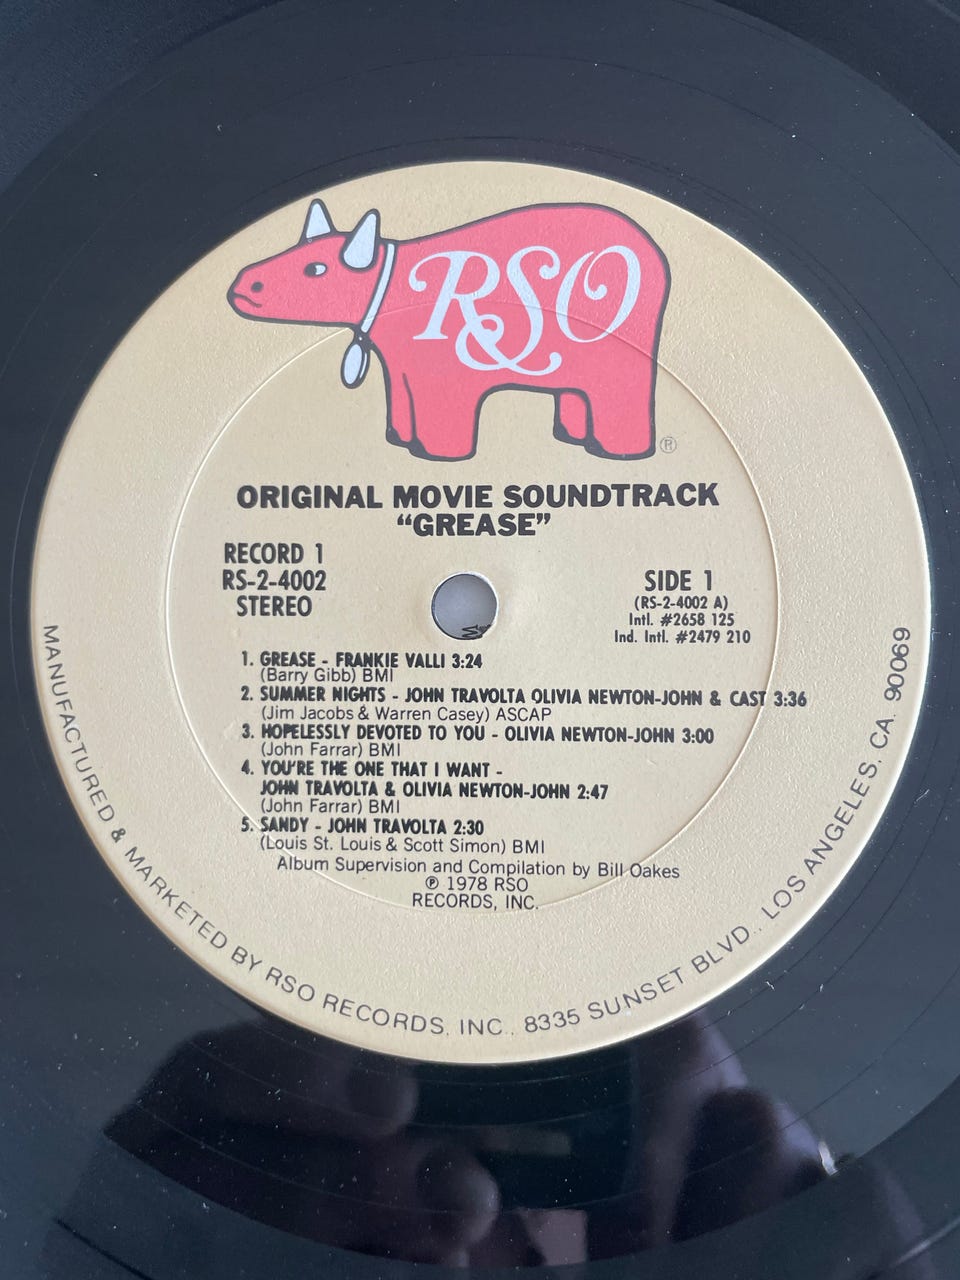 RSO
®
ORIGINAL MOVIE SOUNDTRACK
“GREASE”
RECORD 1
RS-2-4002
STEREO
SIDE 1
(RS-2-4002 A)
Intl. #2658 125
Ind. Intl. #2479 210
1. GREASE - FRANKIE VALLI 3:24
(Barry Gibb) BMI
2. SUMMER NIGHTS - JOHN TRAVOLTA OLIVIA NEWTON-JOHN & CAST 3:36
(Jim Jacobs & Warren Casey) ASCAP
3. HOPELESSLY DEVOTED TO YOU - OLIVIA NEWTON-JOHN 3:00
(John Farrar) BMI
4. YOU'RE THE ONE THAT I WANT -
JOHN TRAVOLTA & OLIVIA NEWTON-JOHN 2:47
(John Farrar) BMI
5. SANDY - JOHN TRAVOLTA 2:30
(Louis St. Louis & Scott Simon) BMI
Album Supervision and Compilation by Bill Oakes
℗ 1978 RSO
RECORDS, INC.
MANUFACTURED & MARKETED BY RSO RECORDS, INC., 8335 SUNSET BLVD., LOS ANGELES, CA. 90069